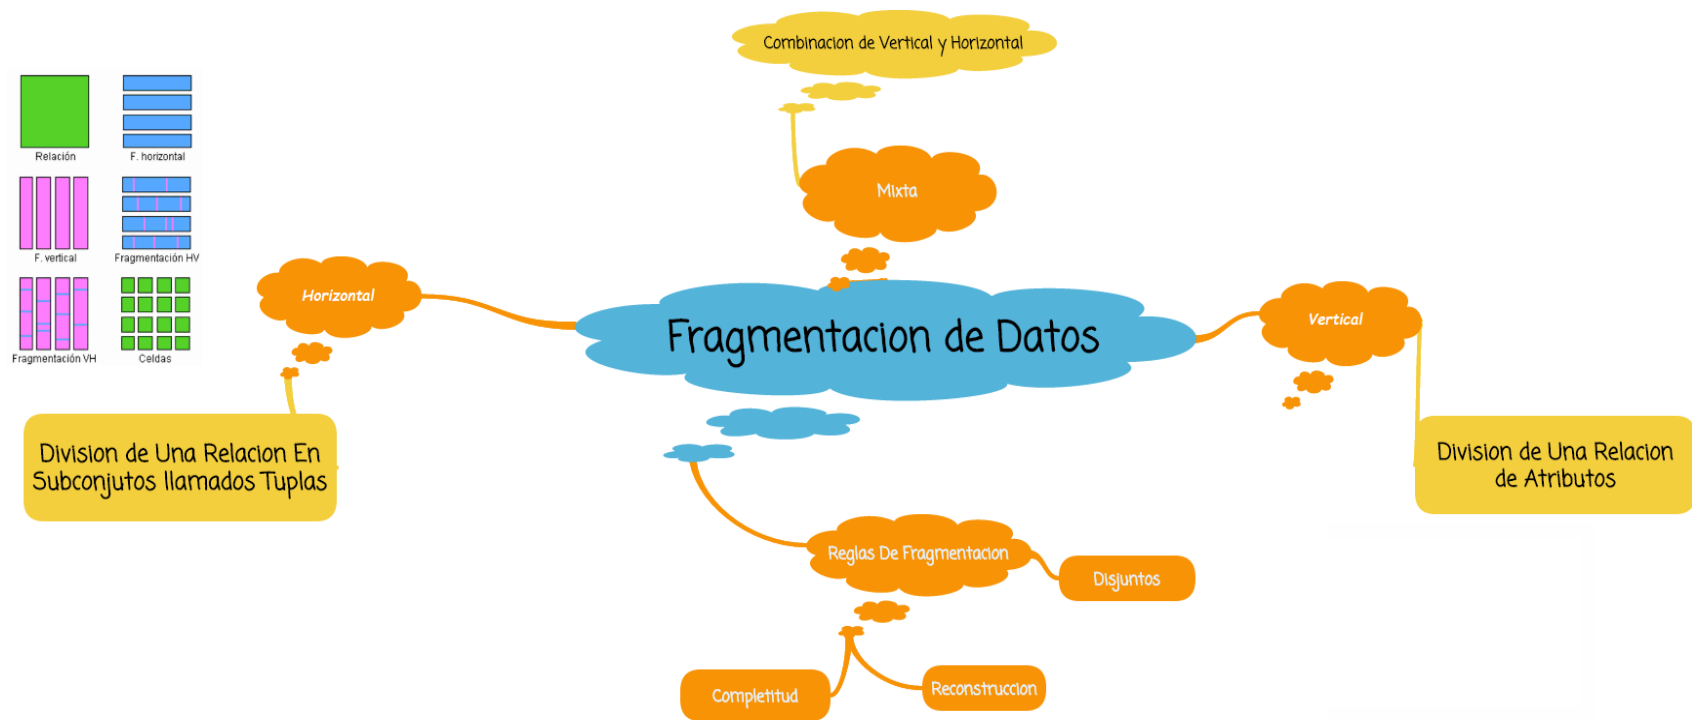 Combinacion de Vertical y Horizontal
Mixta
Relación
F. horizontal
F. vertical
Fragmentación HV
Fragmentación VH
Celdas
Horizontal
Fragmentacion de Datos
Vertical
Division de Una Relacion En
Subconjutos llamados Tuplas
Division de Una Relacion
de Atributos
Reglas De Fragmentacion
Disjuntos
Completitud
Reconstruccion